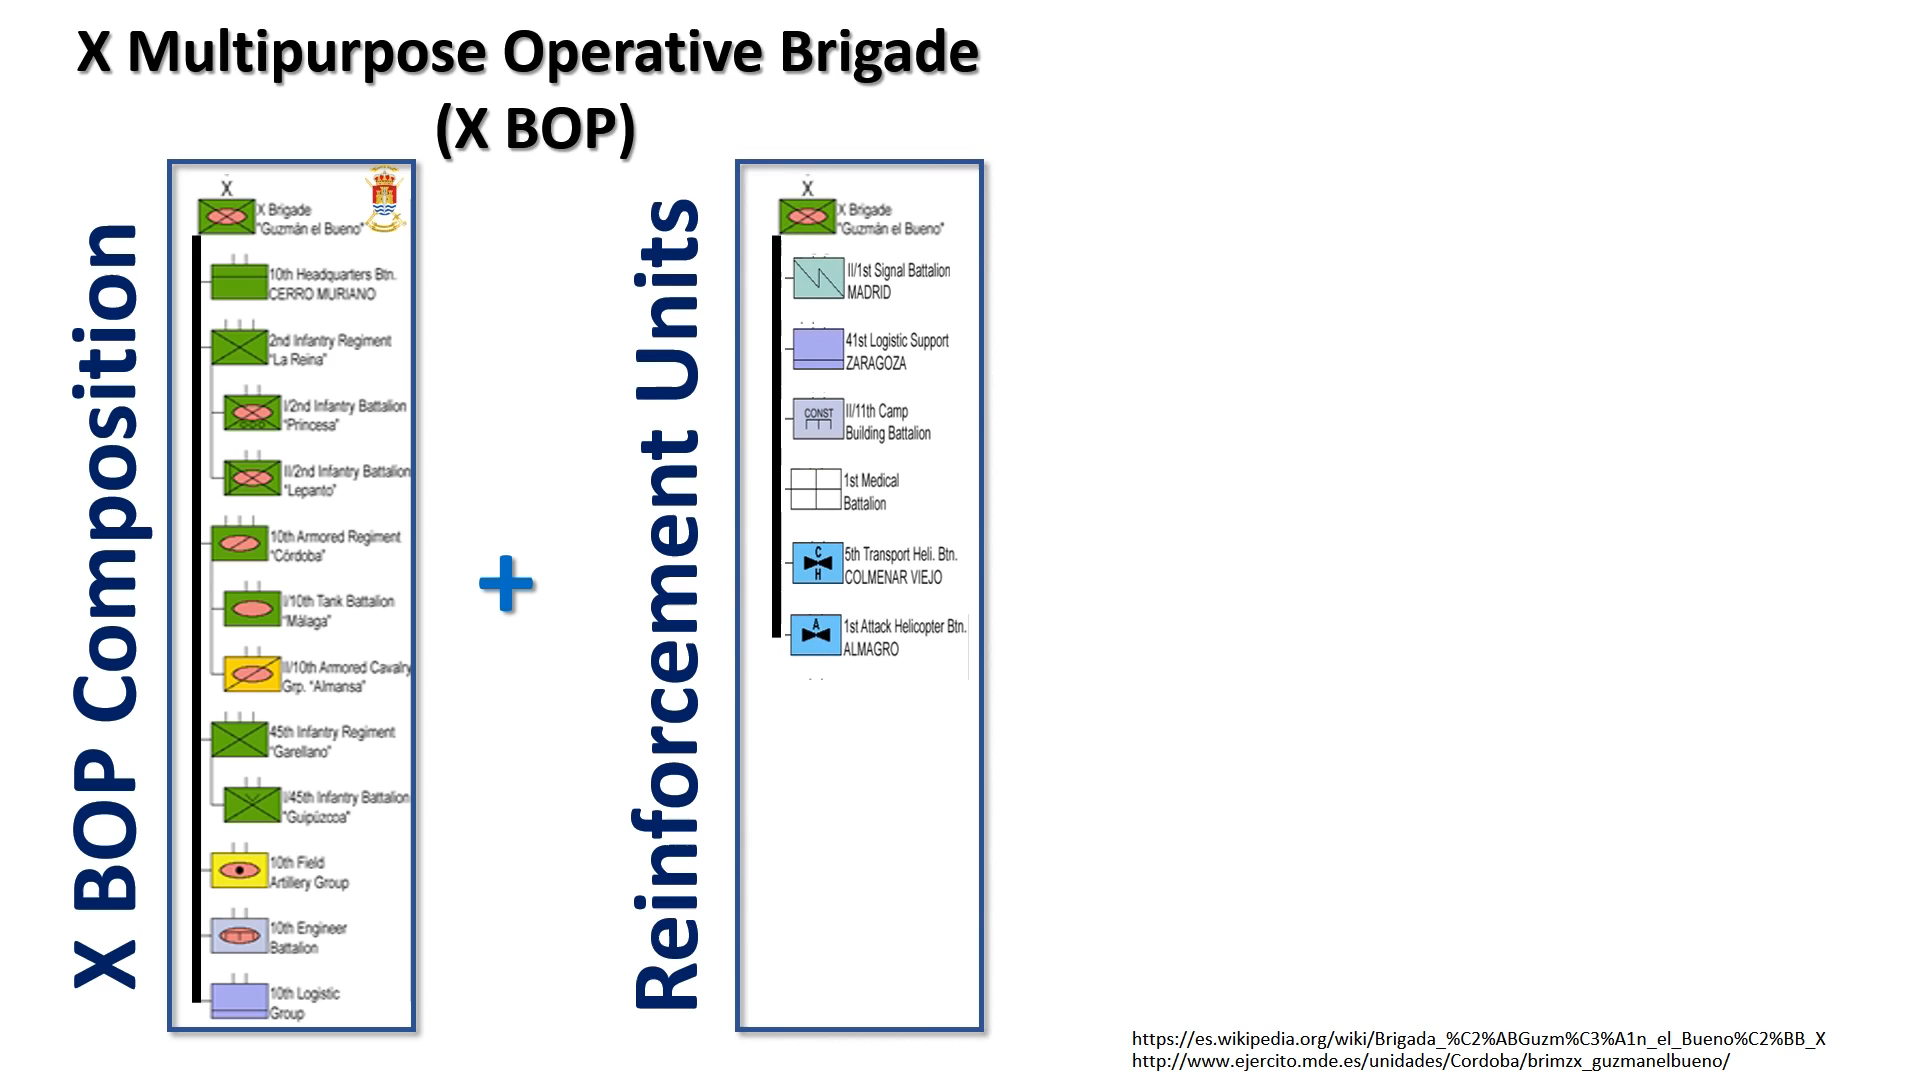 X Multipurpose Operative Brigade
(X BOP)
X BOP Composition
X
X Brigade
"Guzmán el Bueno"
10th Headquarters Btn.
CERRO MURIANO
2nd Infantry Regiment
"La Reina"
I/2nd Infantry Battalion
"Princesa"
II/2nd Infantry Battalion
"Lepanto"
10th Armored Regiment
"Córdoba"
I/10th Tank Battalion
"Málaga"
II/10th Armored Cavalry
Grp. "Almansa"
45th Infantry Regiment
"Garellano"
I/45th Infantry Battalion
"Guipúzcoa"
10th Field
Artillery Group
10th Engineer
Battalion
10th Logistic
Group
+
Reinforcement Units
X
X Brigade
"Guzmán el Bueno"
II/1st Signal Battalion
MADRID
41st Logistic Support
ZARAGOZA
CONST
II/11th Camp
Building Battalion
1st Medical
Battalion
C
H
5th Transport Heli. Btn.
COLMENAR VIEJO
A
1st Attack Helicopter Btn.
ALMAGRO
https://es.wikipedia.org/wiki/Brigada_%C2%ABGuzm%C3%A1n_el_Bueno%C2%BB_X
http://www.ejercito.mde.es/unidades/Cordoba/brimzx_guzmanelbueno/